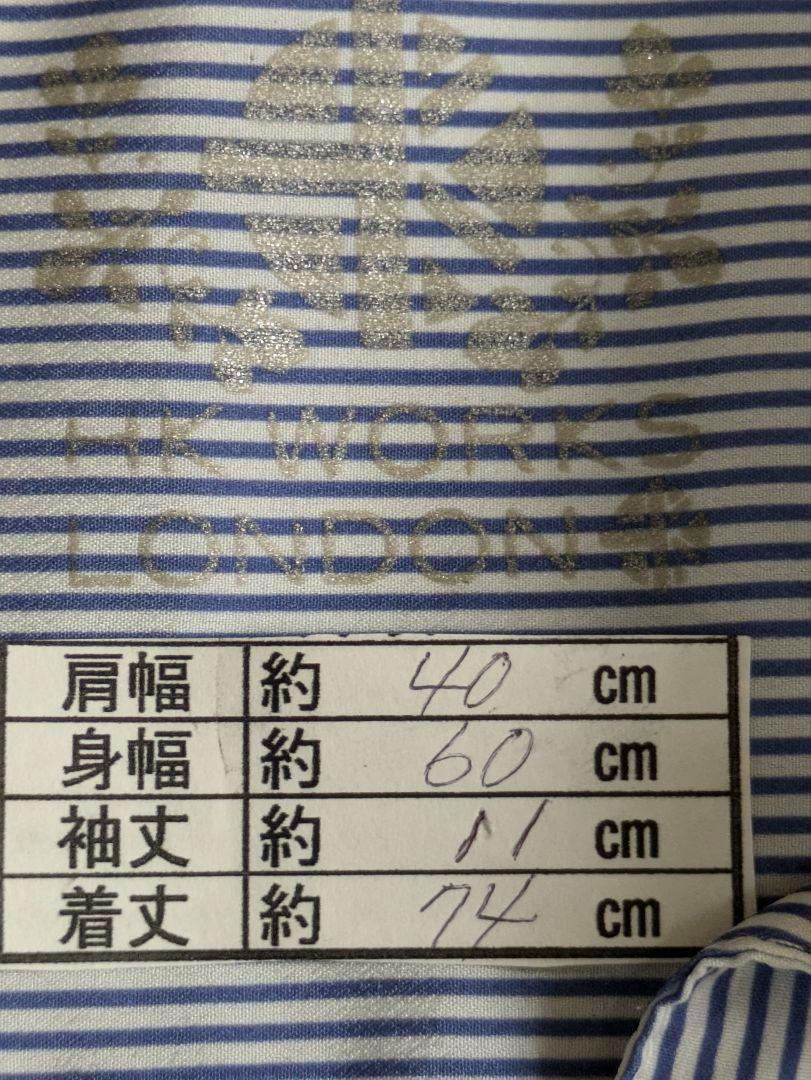 HK WORKS
LONDON
肩幅 約 40 cm
身幅 約 60 cm
袖丈 約 11 cm
着丈 約 74 cm